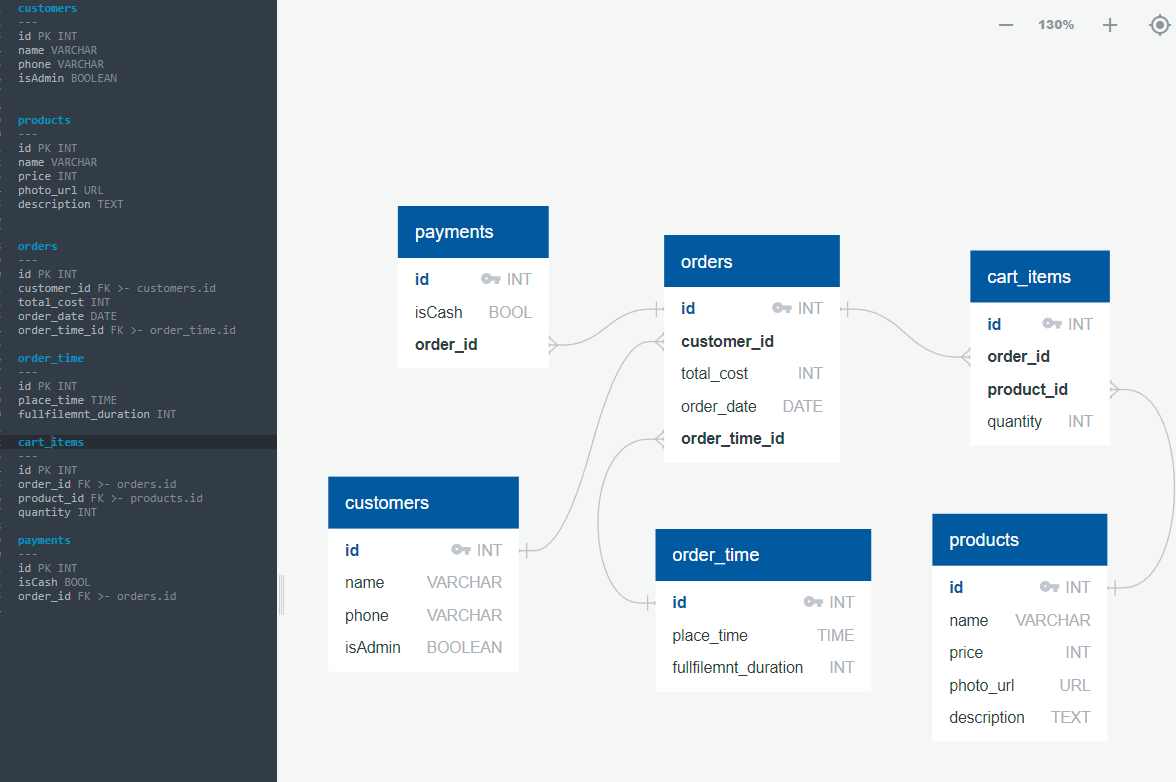 customers
---
id PK INT
name VARCHAR
phone VARCHAR
isAdmin BOOLEAN
products
---
id PK INT
name VARCHAR
price INT
photo_url URL
description TEXT
orders
---
id PK INT
customer_id FK >- customers.id
total_cost INT
order_date DATE
order_time_id FK >- order_time.id
order_time
---
id PK INT
place_time TIME
fullfilemnt_duration INT
cart_items
---
id PK INT
order_id FK >- orders.id
product_id FK >- products.id
quantity INT
payments
---
id PK INT
isCash BOOL
order_id FK >- orders.id
130%
payments
id INT
isCash BOOL
order_id
orders
id INT
customer_id
total_cost INT
order_date DATE
order_time_id
cart_items
id INT
order_id
product_id
quantity INT
customers
id INT
name VARCHAR
phone VARCHAR
isAdmin BOOLEAN
order_time
id INT
place_time TIME
fullfilemnt_duration INT
products
id INT
name VARCHAR
price INT
photo_url URL
description TEXT